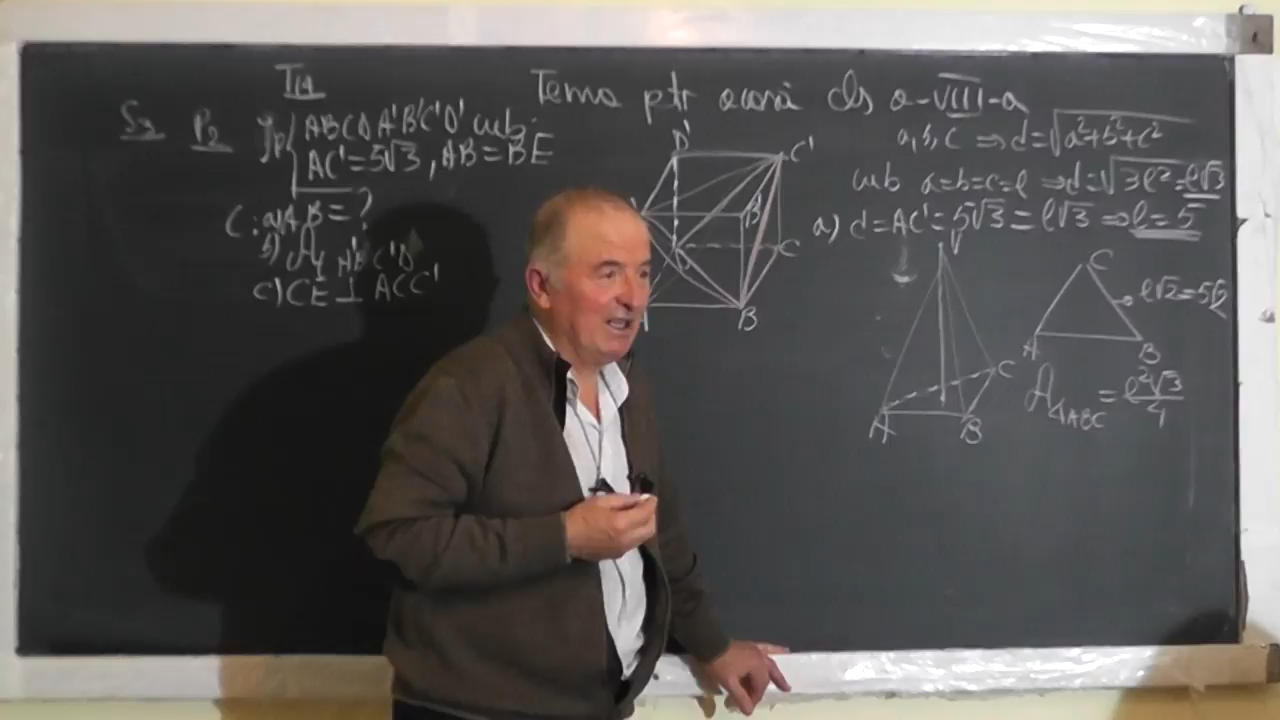 T14
Tema ptr acasă cls a-VIII-a
S3 P2 Ip ABCDA'B'C'D' cub
AC'=5√3, AB=BE
C: a) AB=?
b)
c) CE ⊥ ACC'
a, b, c ⇒ d=√a²+b²+c²
cub a=b=c=l ⇒ d=√3l²=l√3
a) d=AC'=5√3=l√3 ⇒ l=5
D'
C'
B'
C
B
V
A
B
C
C
A
B
l√2=5√2
A△ABC = l²√3/4